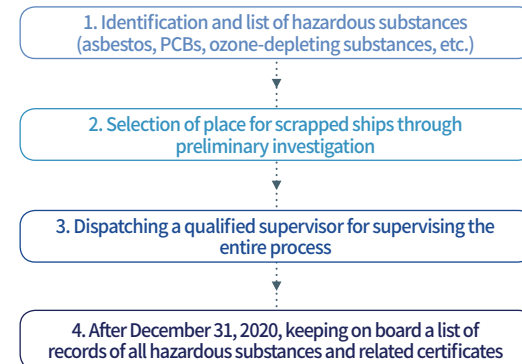 1. Identification and list of hazardous substances
(asbestos, PCBs, ozone-depleting substances, etc.)
2. Selection of place for scrapped ships through
preliminary investigation
3. Dispatching a qualified supervisor for supervising the
entire process
4. After December 31, 2020, keeping on board a list of
records of all hazardous substances and related certificates